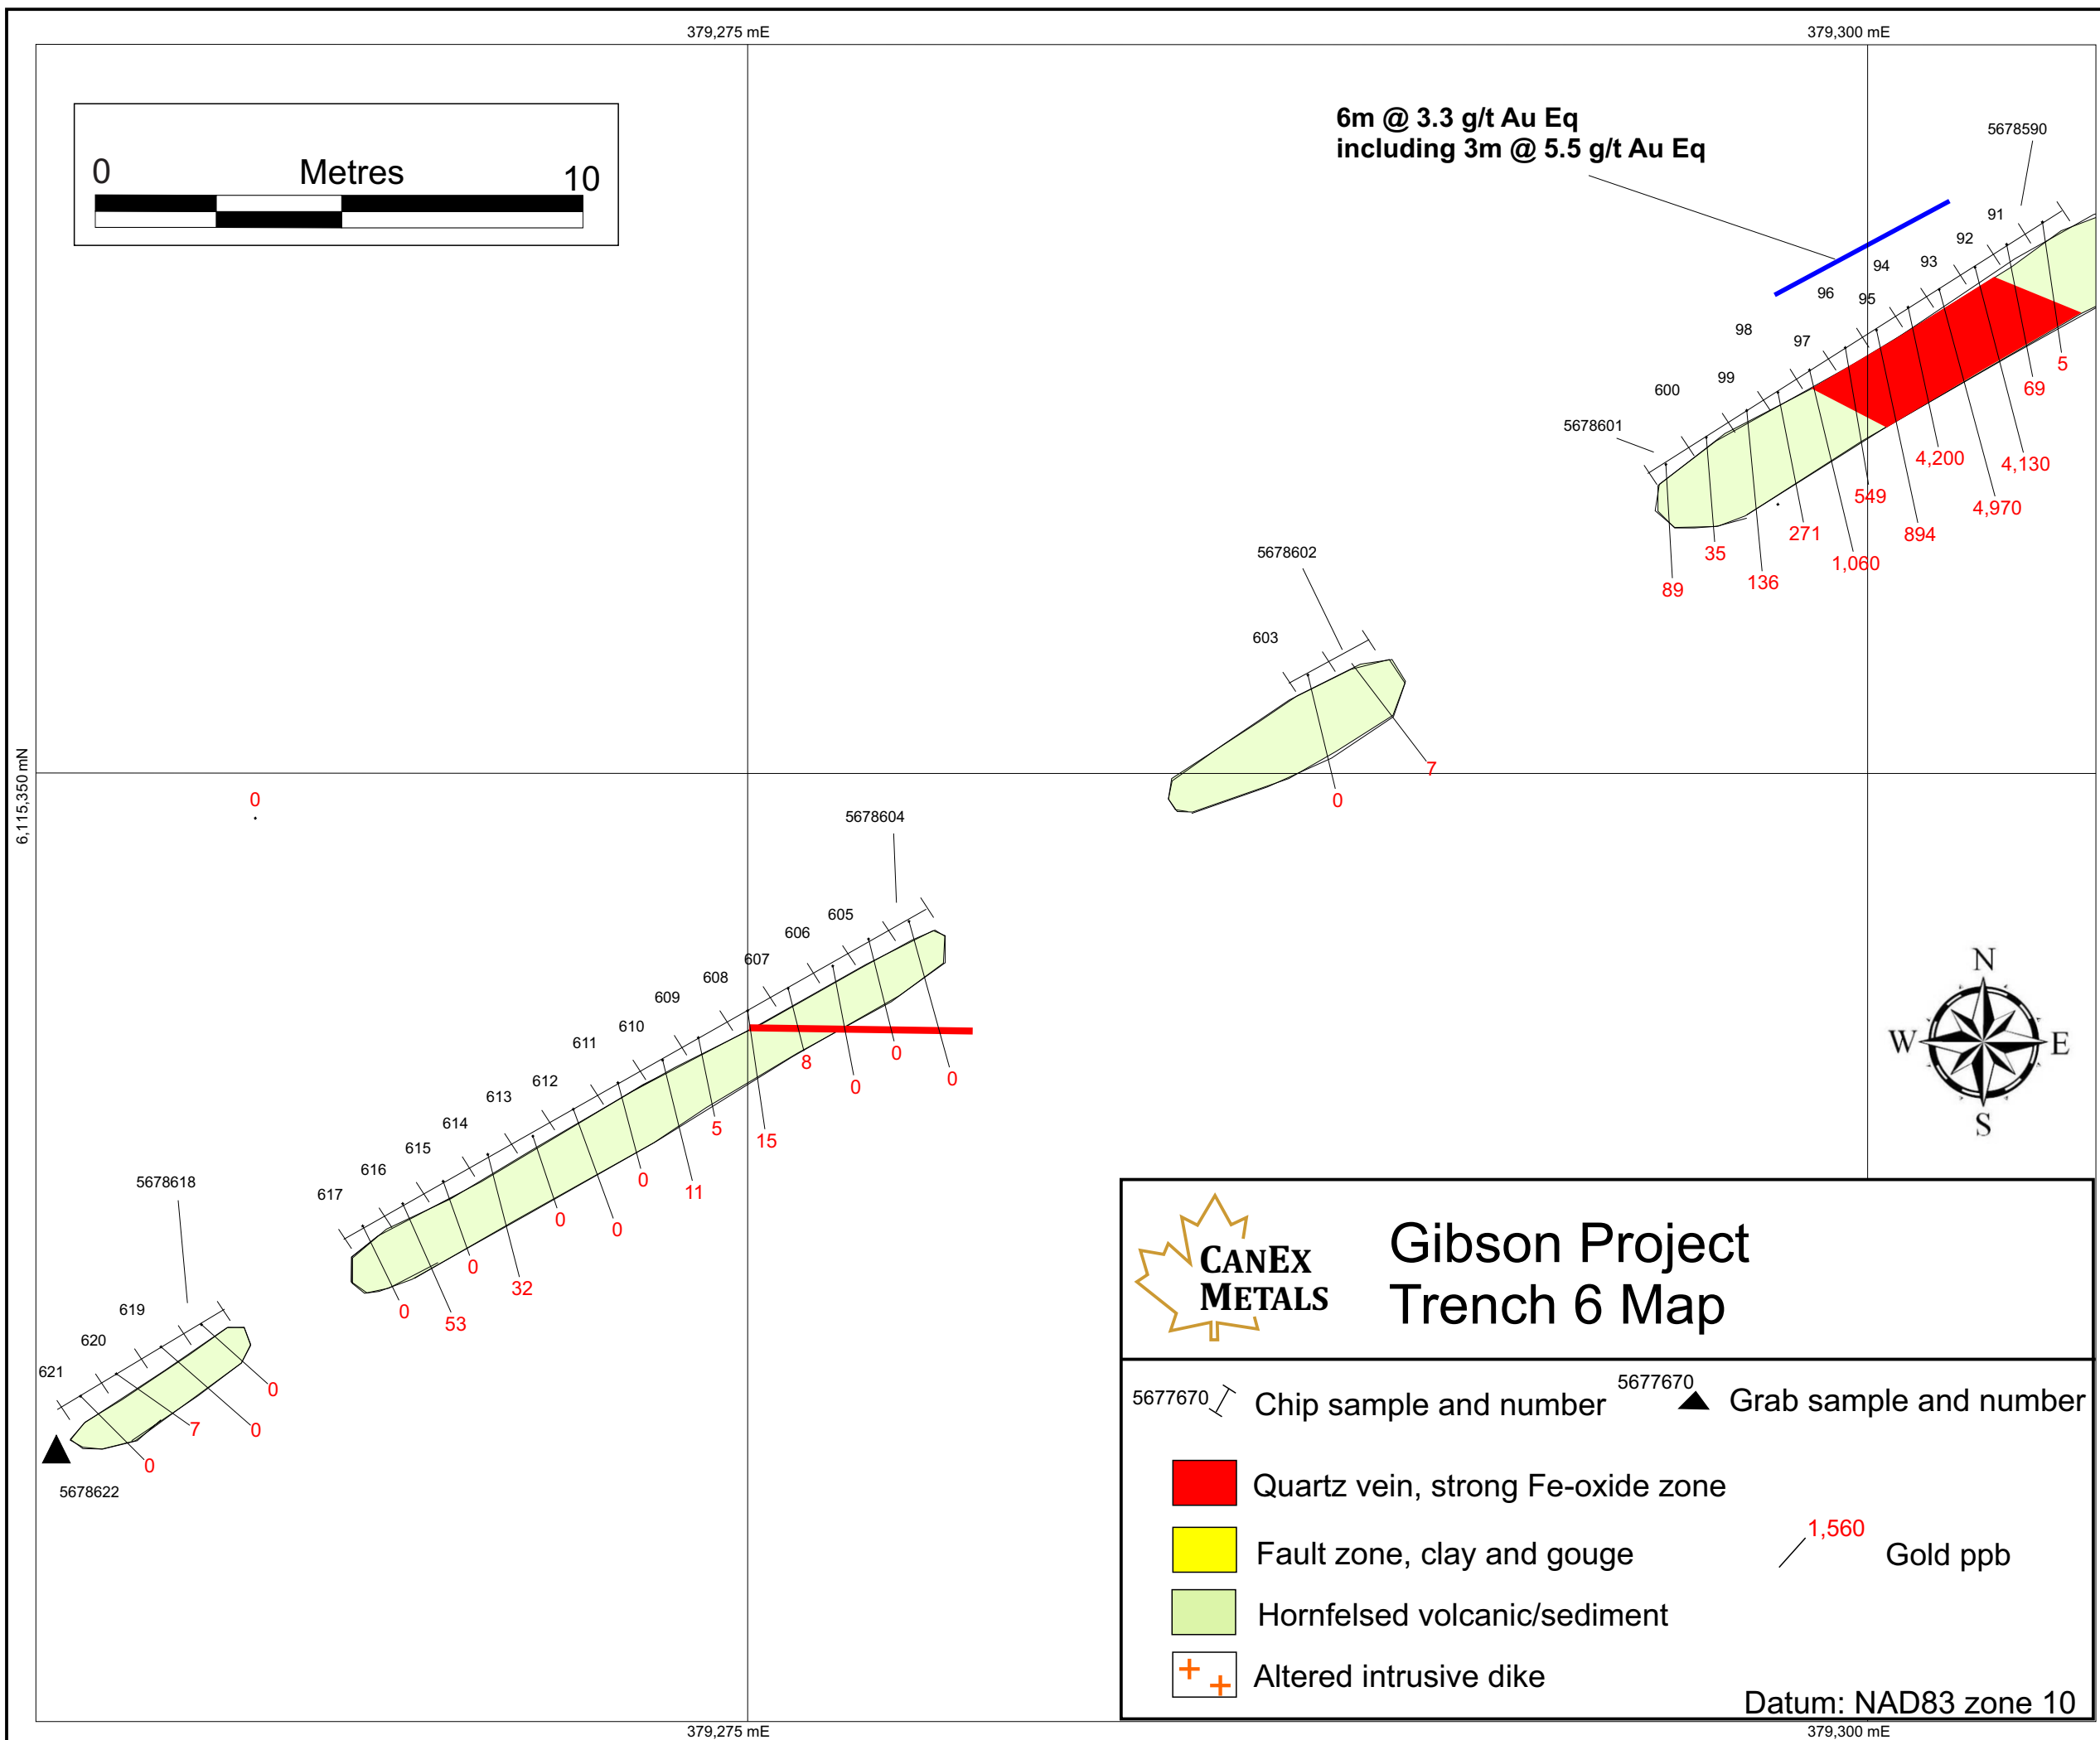 379,275 mE
379,300 mE
6m @ 3.3 g/t Au Eq
including 3m @ 5.5 g/t Au Eq
0 Metres 10
5678590
91
92
93
94
95
96
97
98
99
600
5678601
5
69
4,130
4,970
4,200
894
549
1,060
271
136
35
89
5678602
603
7
0
6,115,350 mN
0
5678604
605
606
607
608
609
610
611
612
613
614
615
616
617
0
0
0
8
15
5
11
0
0
0
32
0
53
0
5678618
619
620
621
0
0
7
0
5678622
N
W E
S
CANEX
METALS
Gibson Project
Trench 6 Map
5677670 Chip sample and number
5677670 Grab sample and number
Quartz vein, strong Fe-oxide zone
Fault zone, clay and gouge
1,560 Gold ppb
Hornfelsed volcanic/sediment
Altered intrusive dike
Datum: NAD83 zone 10
379,275 mE
379,300 mE